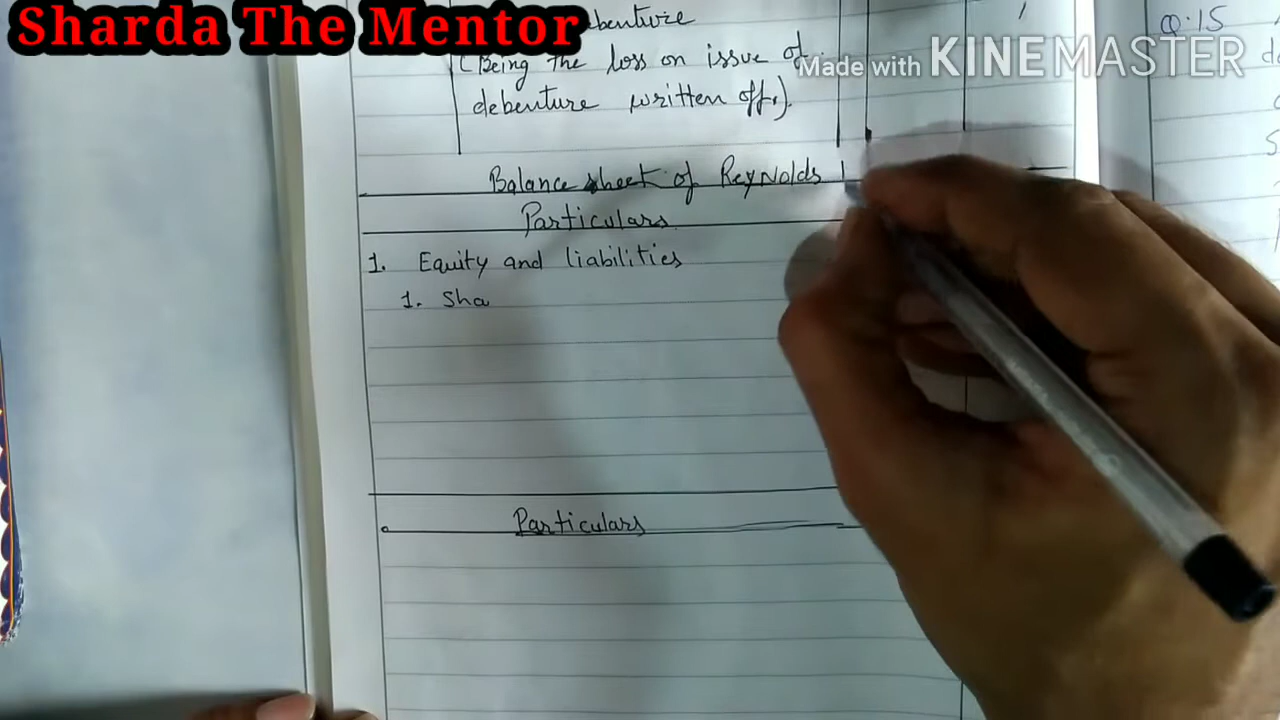 Sharda The Mentor
Made with KINEMASTER
Q.15
(Being the loss on issue of
debenture written off.).
Balance sheet of Reynolds
Particulars
1. Equity and liabilities
1. Sha
Particulars